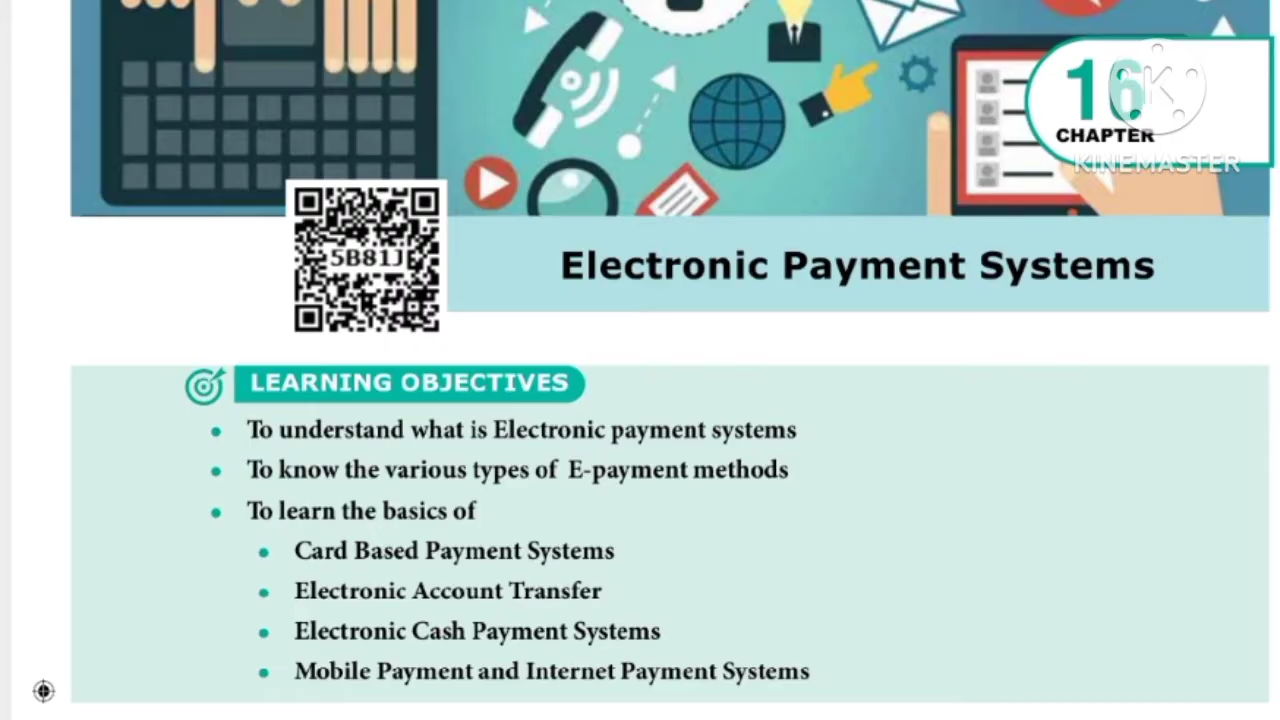 16
CHAPTER
KINEMASTER
5B81JE
Electronic Payment Systems
LEARNING OBJECTIVES
• To understand what is Electronic payment systems
• To know the various types of E-payment methods
• To learn the basics of
• Card Based Payment Systems
• Electronic Account Transfer
• Electronic Cash Payment Systems
• Mobile Payment and Internet Payment Systems